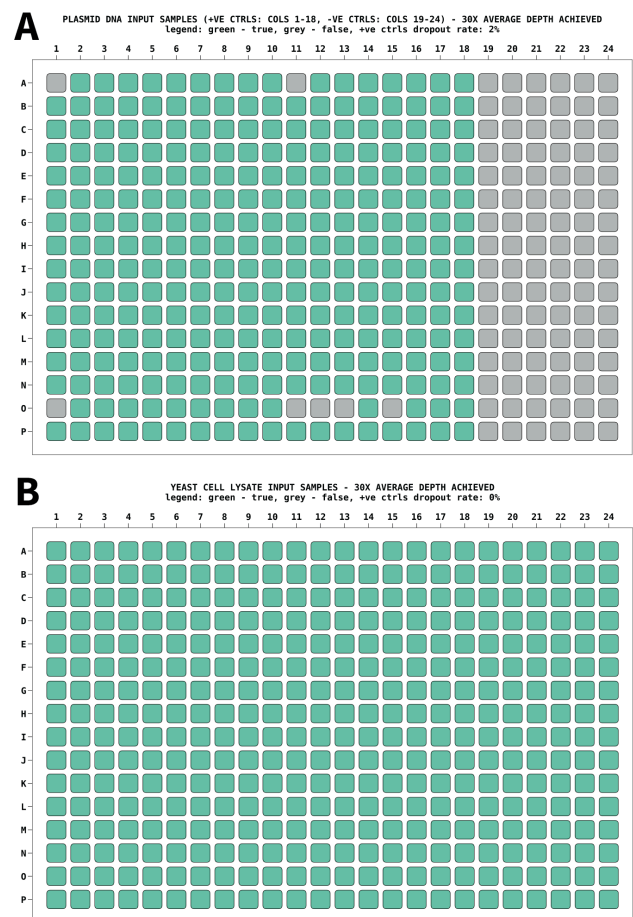 A
PLASMID DNA INPUT SAMPLES (+VE CTRLS: COLS 1-18, -VE CTRLS: COLS 19-24) - 30X AVERAGE DEPTH ACHIEVED
legend: green - true, grey - false, +ve ctrls dropout rate: 2%
1 2 3 4 5 6 7 8 9 10 11 12 13 14 15 16 17 18 19 20 21 22 23 24
A
B
C
D
E
F
G
H
I
J
K
L
M
N
O
P
B
YEAST CELL LYSATE INPUT SAMPLES - 30X AVERAGE DEPTH ACHIEVED
legend: green - true, grey - false, +ve ctrls dropout rate: 0%
1 2 3 4 5 6 7 8 9 10 11 12 13 14 15 16 17 18 19 20 21 22 23 24
A
B
C
D
E
F
G
H
I
J
K
L
M
N
O
P